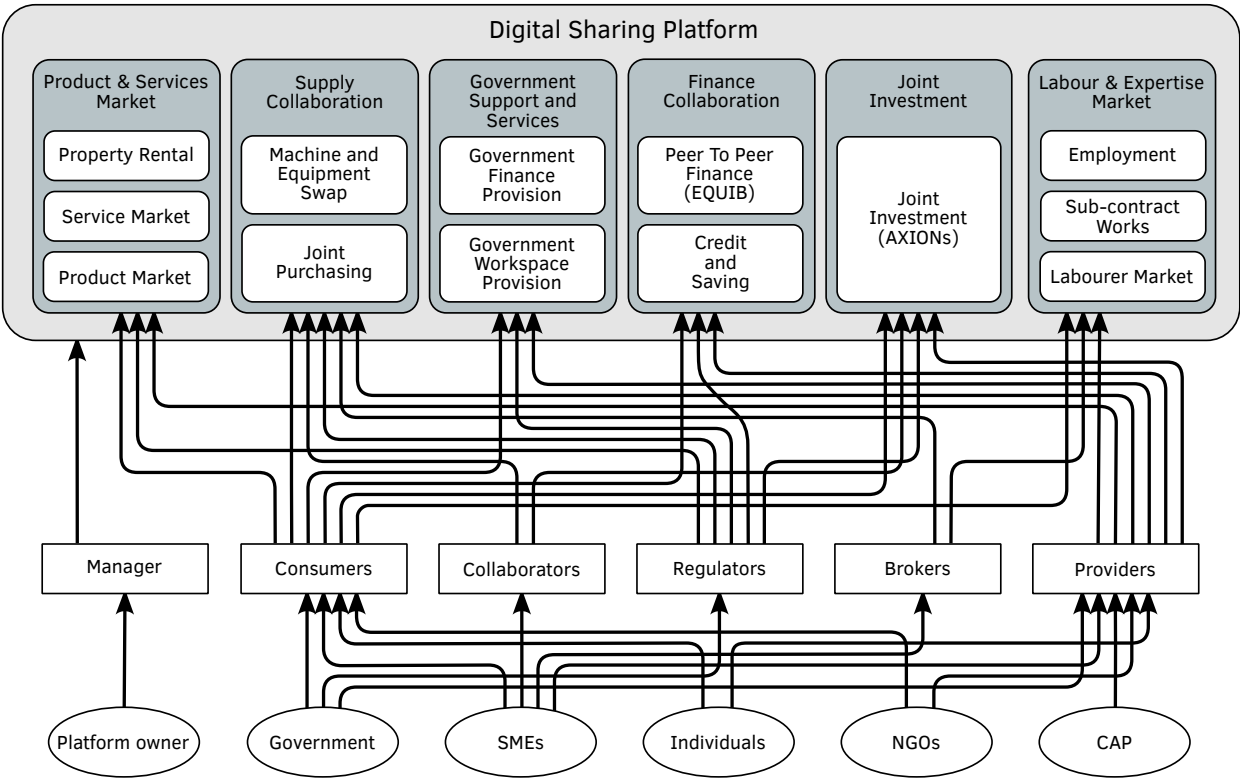 Digital Sharing Platform
Product & Services
Market
Property Rental
Service Market
Product Market
Supply
Collaboration
Machine and
Equipment
Swap
Joint
Purchasing
Government
Support and
Services
Government
Finance
Provision
Government
Workspace
Provision
Finance
Collaboration
Peer To Peer
Finance
(EQUIB)
Credit
and
Saving
Joint
Investment
Joint
Investment
(AXIONs)
Labour & Expertise
Market
Employment
Sub-contract
Works
Labourer Market
Manager
Consumers
Collaborators
Regulators
Brokers
Providers
Platform owner
Government
SMEs
Individuals
NGOs
CAP